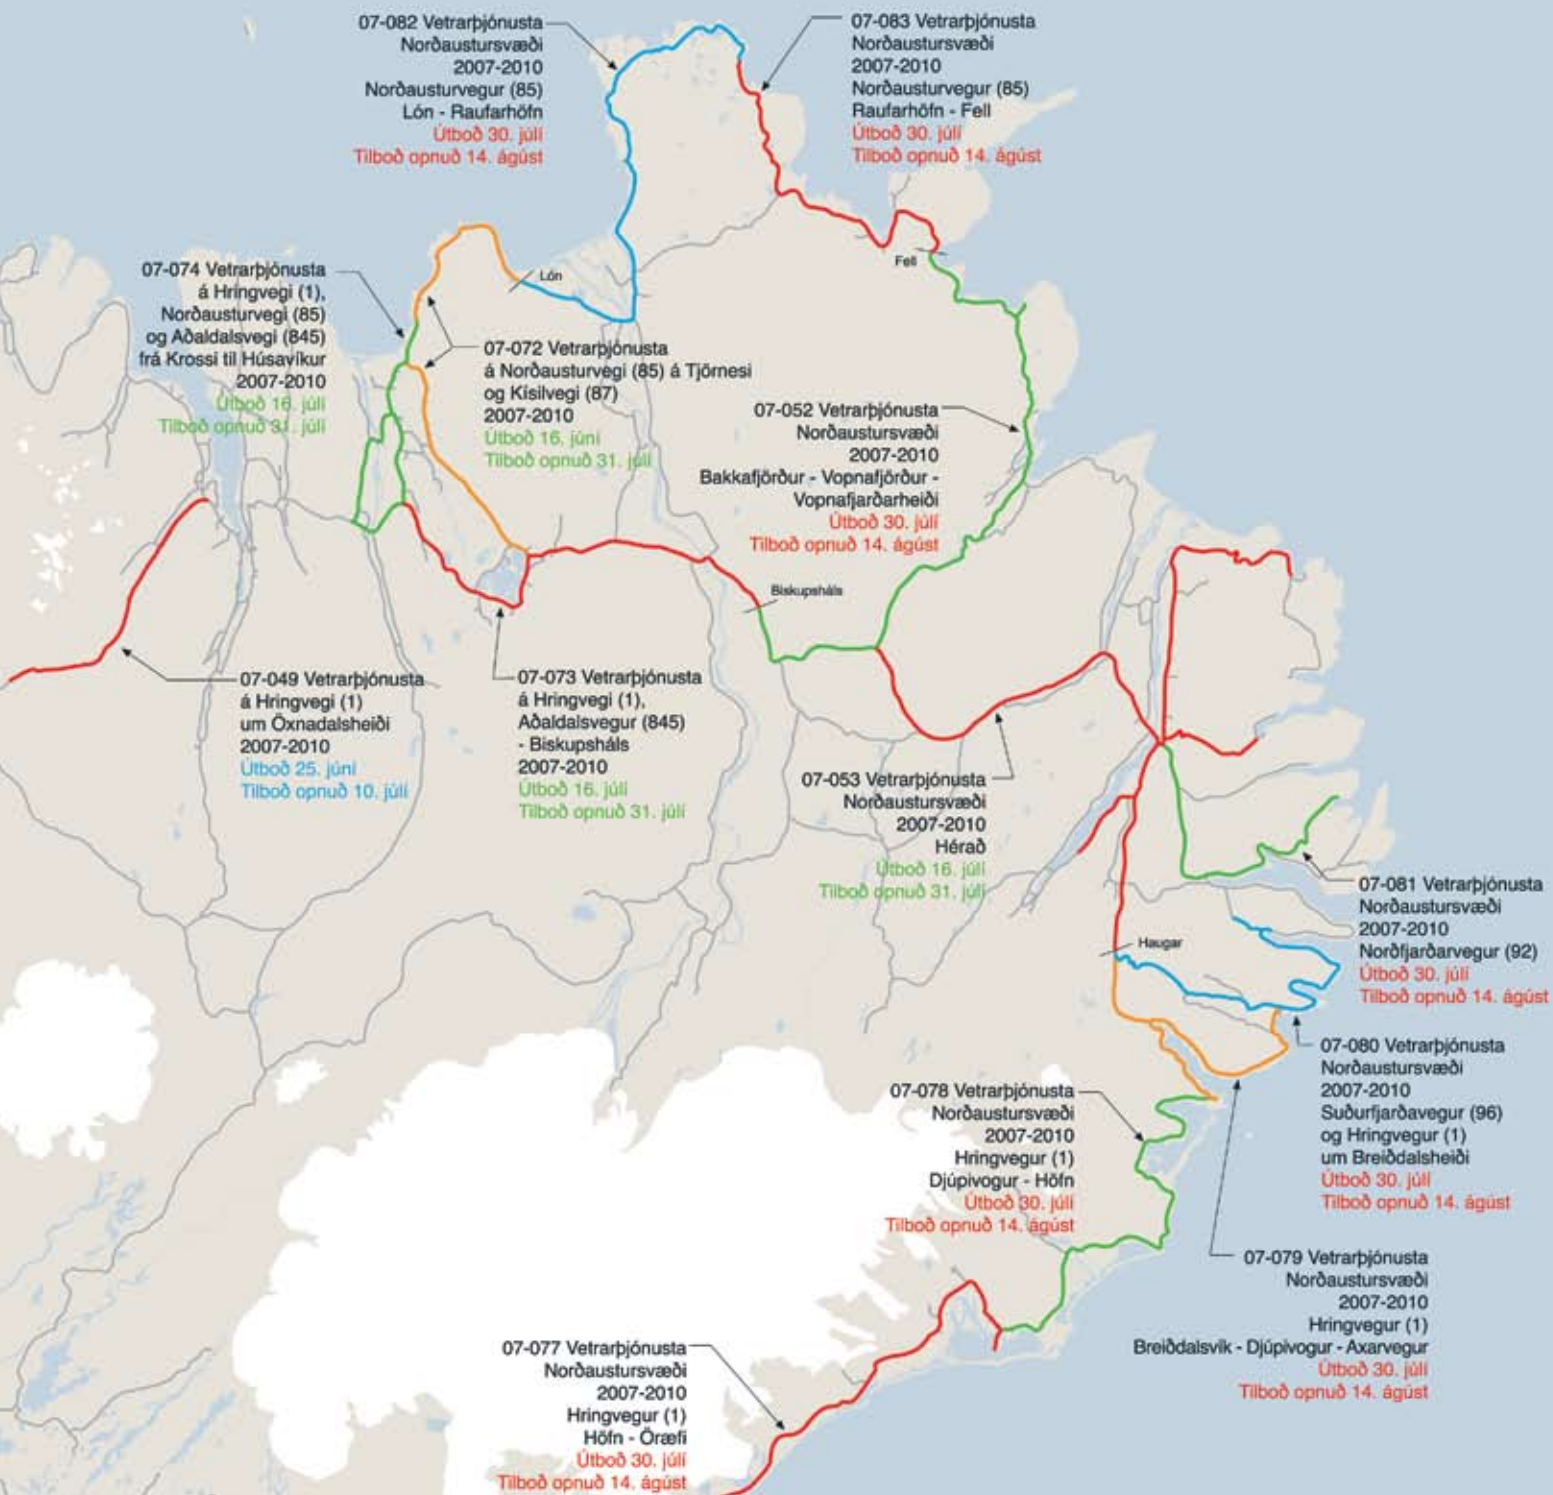 07-082 Vetrarþjónusta
Norðaustursvæði
2007-2010
Norðausturvegur (85)
Lón - Raufarhöfn
Útboð 30. júlí
Tilboð opnuð 14. ágúst
07-083 Vetrarþjónusta
Norðaustursvæði
2007-2010
Norðausturvegur (85)
Raufarhöfn - Fell
Útboð 30. júlí
Tilboð opnuð 14. ágúst
Fell
Lón
07-074 Vetrarþjónusta
á Hringvegi (1),
Norðausturvegi (85)
og Aðaldalsvegi (845)
frá Krossi til Húsavíkur
2007-2010
Útboð 16. júlí
Tilboð opnuð 31. júlí
07-072 Vetrarþjónusta
á Norðausturvegi (85) á Tjörnesi
og Kísilvegi (87)
2007-2010
Útboð 16. júní
Tilboð opnuð 31. júlí
07-052 Vetrarþjónusta
Norðaustursvæði
2007-2010
Bakkafjörður - Vopnafjörður -
Vopnafjarðarheiði
Útboð 30. júlí
Tilboð opnuð 14. ágúst
Biskupsháls
07-049 Vetrarþjónusta
á Hringvegi (1)
um Öxnadalsheiði
2007-2010
Útboð 25. júní
Tilboð opnuð 10. júlí
07-073 Vetrarþjónusta
á Hringvegi (1),
Aðaldalsvegur (845)
- Biskupsháls
2007-2010
Útboð 16. júlí
Tilboð opnuð 31. júlí
07-053 Vetrarþjónusta
Norðaustursvæði
2007-2010
Hérað
Útboð 16. júlí
Tilboð opnuð 31. júlí
07-081 Vetrarþjónusta
Norðaustursvæði
2007-2010
Norðfjarðarvegur (92)
Útboð 30. júlí
Tilboð opnuð 14. ágúst
Haugar
07-080 Vetrarþjónusta
Norðaustursvæði
2007-2010
Suðurfjarðavegur (96)
og Hringvegur (1)
um Breiðdalsheiði
Útboð 30. júlí
Tilboð opnuð 14. ágúst
07-078 Vetrarþjónusta
Norðaustursvæði
2007-2010
Hringvegur (1)
Djúpivogur - Höfn
Útboð 30. júlí
Tilboð opnuð 14. ágúst
07-079 Vetrarþjónusta
Norðaustursvæði
2007-2010
Hringvegur (1)
Breiðdalsvík - Djúpivogur - Axarvegur
Útboð 30. júlí
Tilboð opnuð 14. ágúst
07-077 Vetrarþjónusta
Norðaustursvæði
2007-2010
Hringvegur (1)
Höfn - Öræfi
Útboð 30. júlí
Tilboð opnuð 14. ágúst